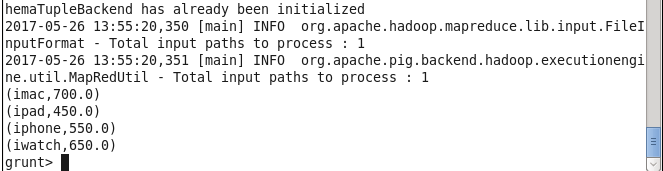 hemaTupleBackend has already been initialized
2017-05-26 13:55:20,350 [main] INFO  org.apache.hadoop.mapreduce.lib.input.FileI
nputFormat - Total input paths to process : 1
2017-05-26 13:55:20,351 [main] INFO  org.apache.pig.backend.hadoop.executionengi
ne.util.MapRedUtil - Total input paths to process : 1
(imac,700.0)
(ipad,450.0)
(iphone,550.0)
(iwatch,650.0)
grunt>